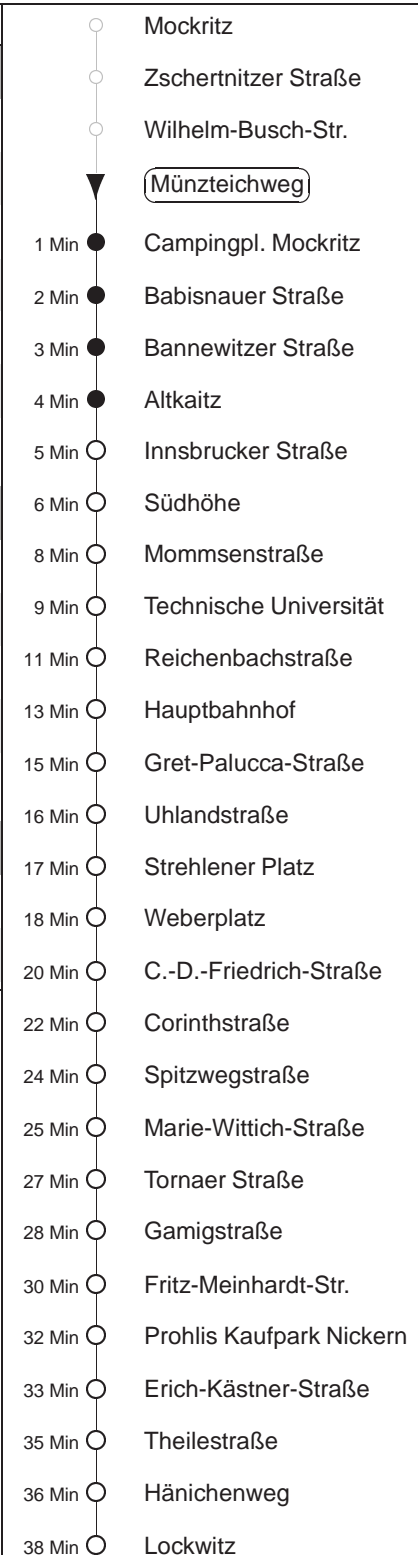 Mockritz
Zschertnitzer Straße
Wilhelm-Busch-Str.
Münzteichweg
1 Min Campingpl. Mockritz
2 Min Babisnauer Straße
3 Min Bannewitzer Straße
4 Min Altkaitz
5 Min Innsbrucker Straße
6 Min Südhöhe
8 Min Mommsenstraße
9 Min Technische Universität
11 Min Reichenbachstraße
13 Min Hauptbahnhof
15 Min Gret-Palucca-Straße
16 Min Uhlandstraße
17 Min Strehlener Platz
18 Min Weberplatz
20 Min C.-D.-Friedrich-Straße
22 Min Corinthstraße
24 Min Spitzwegstraße
25 Min Marie-Wittich-Straße
27 Min Tornaer Straße
28 Min Gamigstraße
30 Min Fritz-Meinhardt-Str.
32 Min Prohlis Kaufpark Nickern
33 Min Erich-Kästner-Straße
35 Min Theilestraße
36 Min Hänichenweg
38 Min Lockwitz